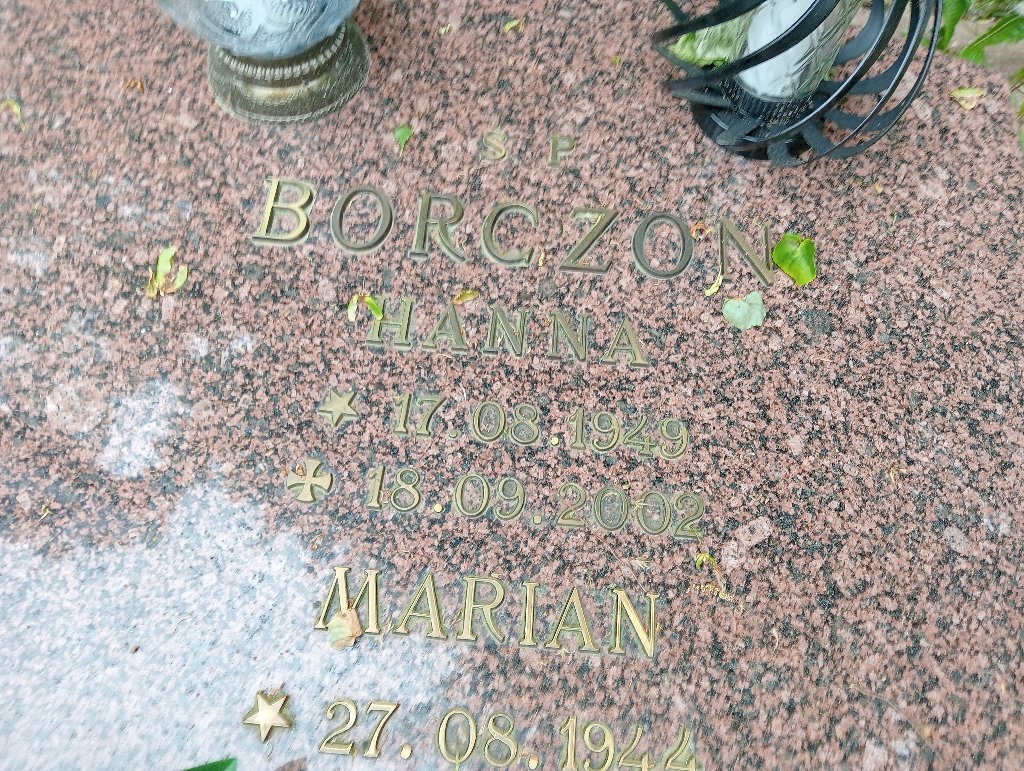 S P
BORCZON
HANNA
17.08.1949
18.09.2002
MARIAN
27.08.1944